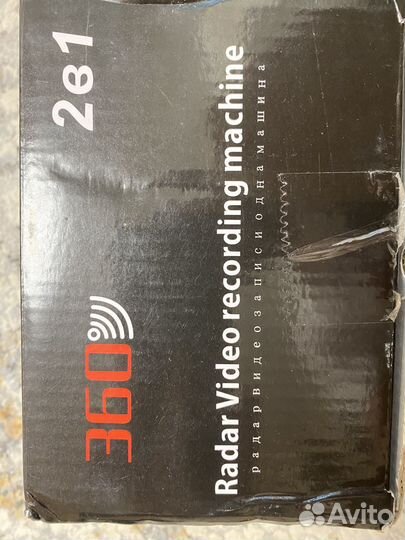 360
2в1
Radar Video recording machine
радарвидеозаписиоднамашина
Avito